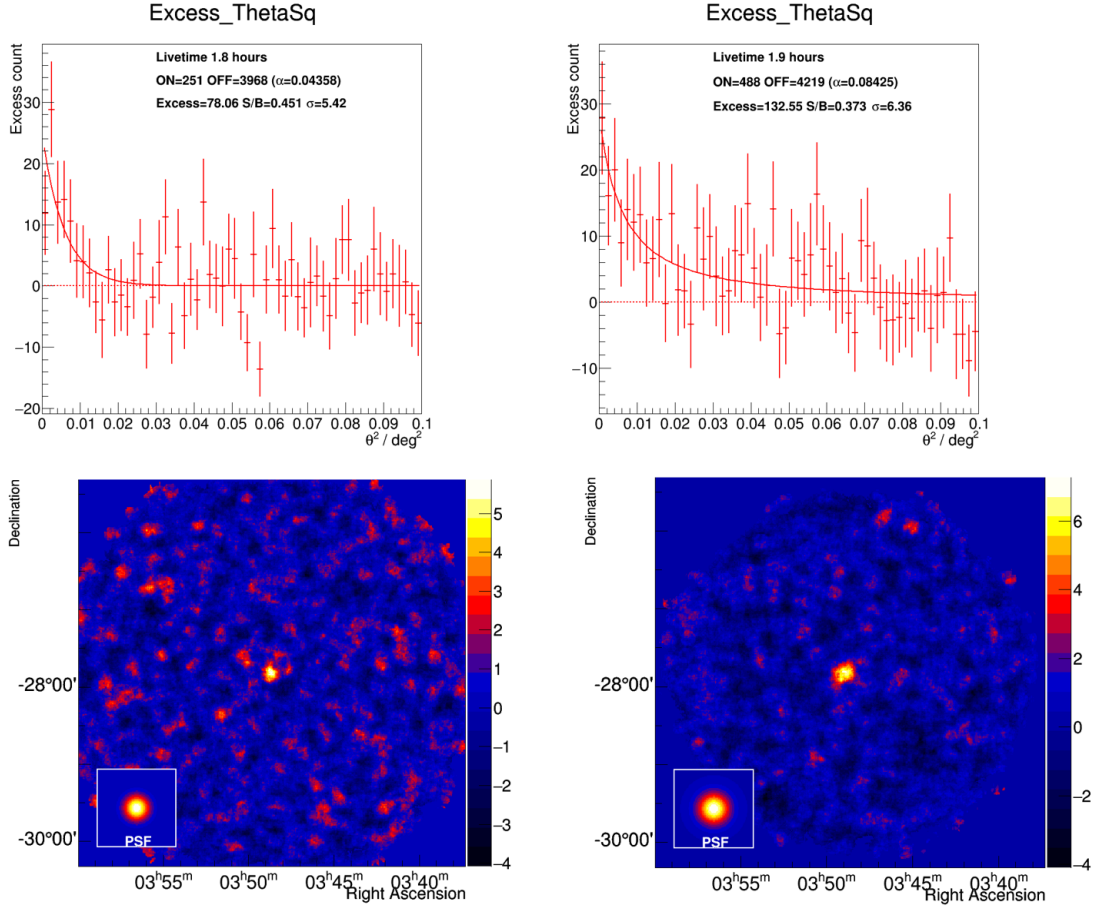 Excess_ThetaSq
Excess count
Livetime 1.8 hours
ON=251 OFF=3968 (α=0.04358)
Excess=78.06 S/B=0.451 σ=5.42
30
20
10
0
−10
−20
0 0.01 0.02 0.03 0.04 0.05 0.06 0.07 0.08 0.09 0.1
θ² / deg²
Excess_ThetaSq
Excess count
Livetime 1.9 hours
ON=488 OFF=4219 (α=0.08425)
Excess=132.55 S/B=0.373 σ=6.36
30
20
10
0
−10
0 0.01 0.02 0.03 0.04 0.05 0.06 0.07 0.08 0.09 0.1
θ² / deg²
Declination
-28°00'
-30°00'
PSF
03ʰ55ᵐ 03ʰ50ᵐ 03ʰ45ᵐ 03ʰ40ᵐ
Right Ascension
5
4
3
2
1
0
−1
−2
−3
−4
Declination
-28°00'
-30°00'
PSF
03ʰ55ᵐ 03ʰ50ᵐ 03ʰ45ᵐ 03ʰ40ᵐ
Right Ascension
6
4
2
0
−2
−4